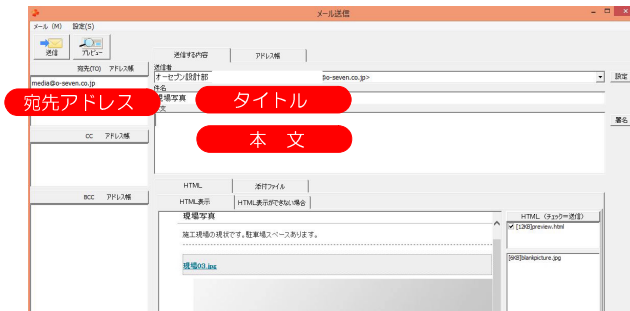 メール送信
メール (M) 設定(S)
送信 プレビュー
送信する内容 アドレス帳
宛先(TO) アドレス帳
送信者
media@o-seven.co.jp
オーセブン設計部 @o-seven.co.jp>
設定
件名
宛先アドレス
現場写真
タイトル
文
署名
本 文
CC アドレス帳
HTML 添付ファイル
BCC アドレス帳
HTML表示 HTML表示ができない場合
現場写真
HTML (チェック=送信)
[12KB]preview.html
施工現場の現状です。駐車場スペースあります。
現場03.jpg
[6KB]blankpicture.jpg